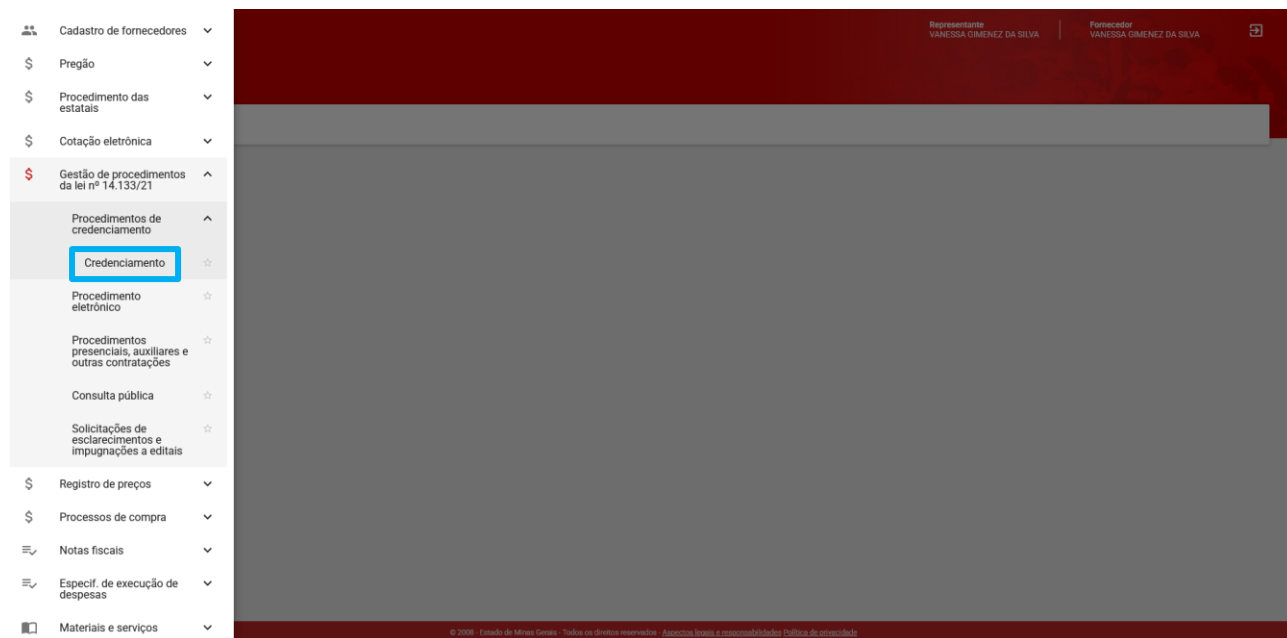 Representante
VANESSA GIMENEZ DA SILVA
Fornecedor
VANESSA GIMENEZ DA SILVA
Cadastro de fornecedores
Pregão
Procedimento das
estatais
Cotação eletrônica
Gestão de procedimentos
da lei nº 14.133/21
Procedimentos de
credenciamento
Credenciamento
Procedimento
eletrônico
Procedimentos
presenciais, auxiliares e
outras contratações
Consulta pública
Solicitações de
esclarecimentos e
impugnações a editais
Registro de preços
Processos de compra
Notas fiscais
Especif. de execução de
despesas
Materiais e serviços
© 2008 - Estado de Minas Gerais - Todos os direitos reservados - Aspectos legais e responsabilidades Política de privacidade